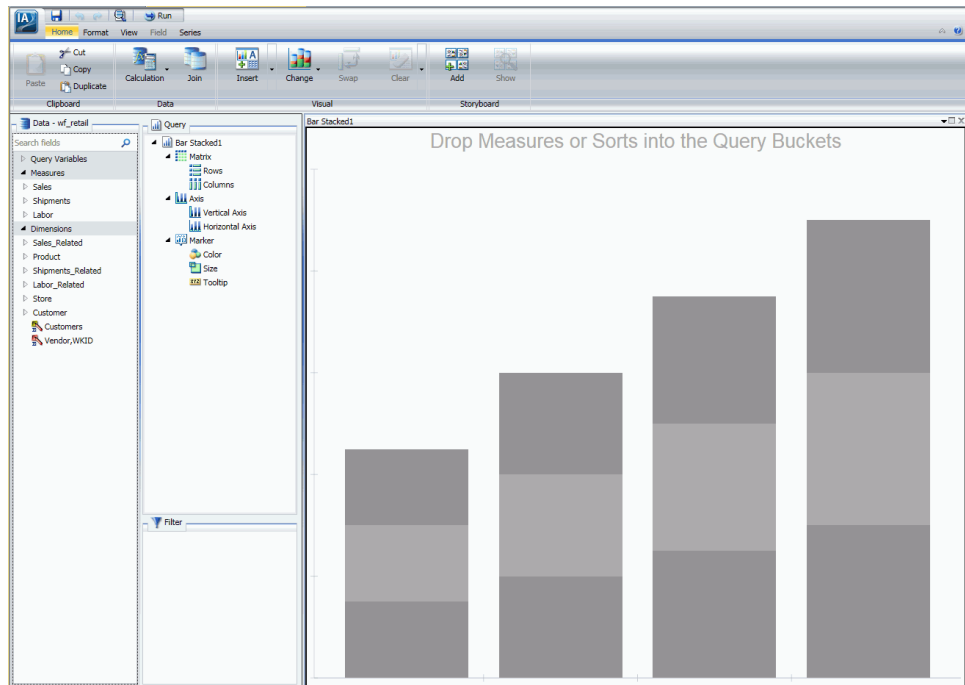 IA
Run
Home Format View Field Series
Paste
Cut
Copy
Duplicate
Clipboard
Calculation
Join
Data
Insert
Change
Swap
Clear
Visual
Add
Show
Storyboard
Data - wf_retail
Search fields
Query Variables
Measures
Sales
Shipments
Labor
Dimensions
Sales_Related
Product
Shipments_Related
Labor_Related
Store
Customer
Customers
Vendor,WKID
Query
Bar Stacked1
Matrix
Rows
Columns
Axis
Vertical Axis
Horizontal Axis
Marker
Color
Size
Tooltip
Filter
Bar Stacked1
Drop Measures or Sorts into the Query Buckets